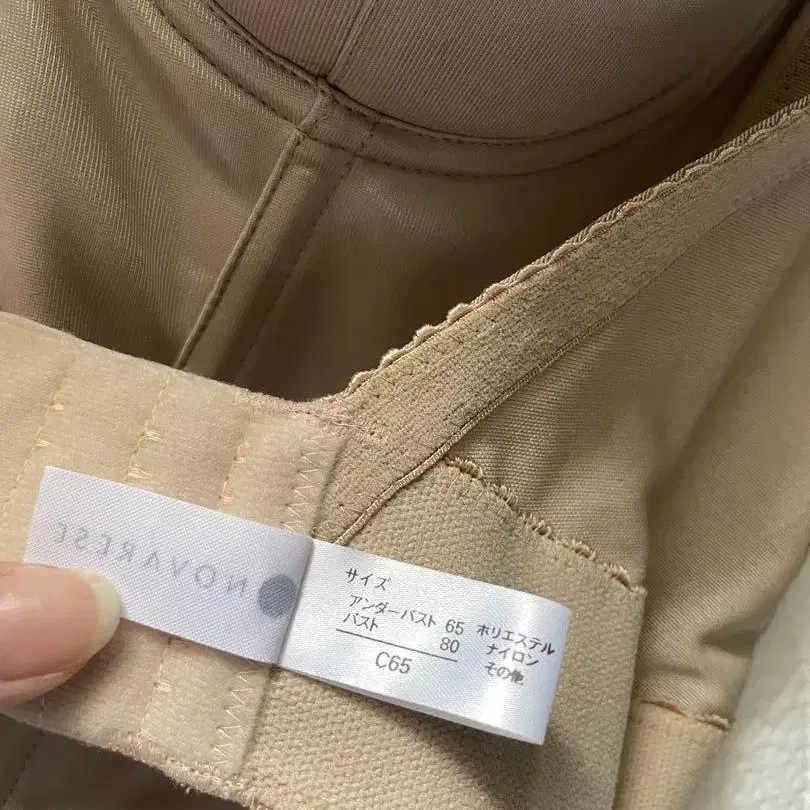 NOVARESE
サイズ
アンダーバスト 65
バスト 80
C65
ポリエステル
ナイロン
その他